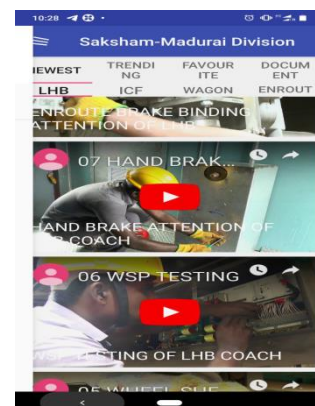 10:28
Saksham-Madurai Division
IEWEST TRENDI NG FAVOUR ITE DOCUM ENT
LHB ICF WAGON ENROUT
ENROUTE BRAKE BINDING
ATTENTION OF LHB
07 HAND BRAK...
HAND BRAKE ATTENTION OF
COACH
06 WSP TESTING
WSP TESTING OF LHB COACH
05 WHEEL SLIE